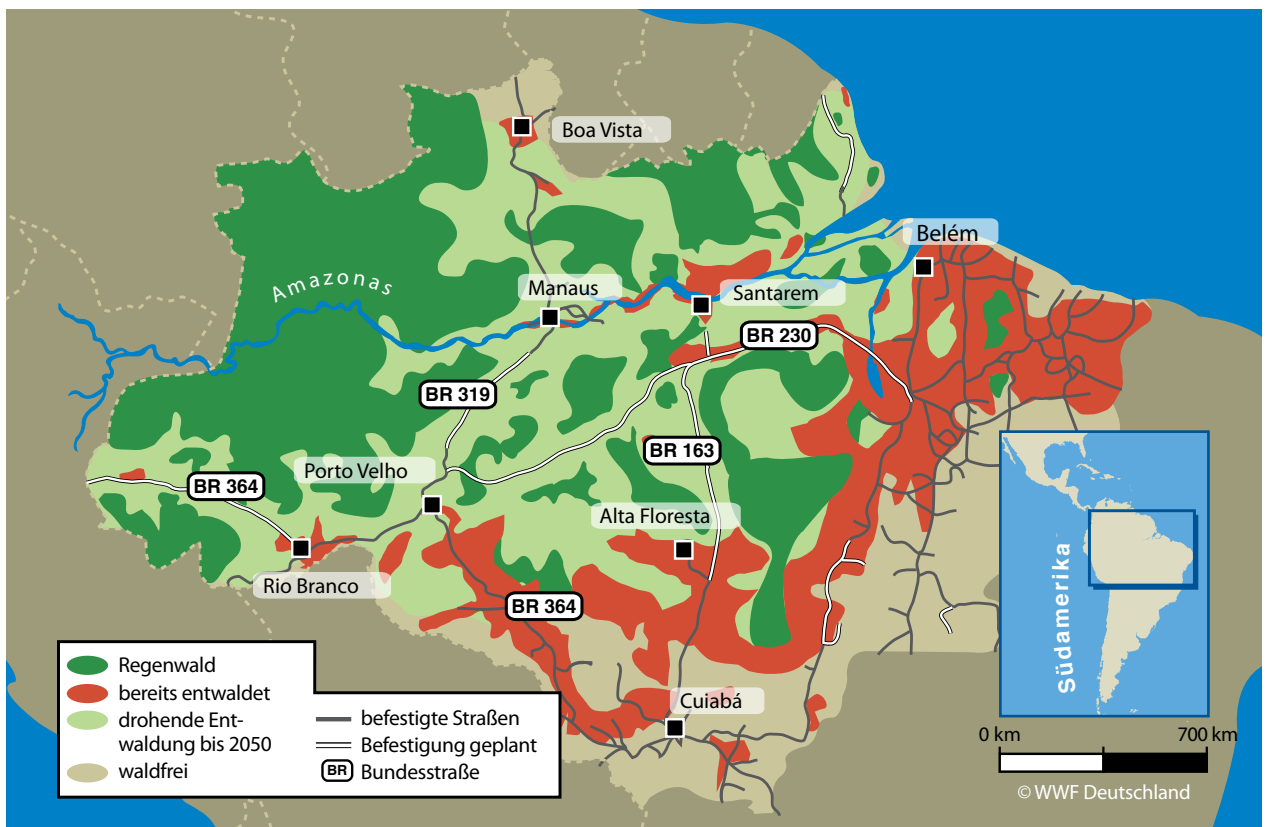 Boa Vista
Belém
Amazonas
Manaus
Santarem
BR 230
BR 319
BR 163
Porto Velho
BR 364
Alta Floresta
Rio Branco
BR 364
Cuiabá
Südamerika
Regenwald
bereits entwaldet
drohende Ent-
waldung bis 2050
waldfrei
befestigte Straßen
Befestigung geplant
BR Bundesstraße
0 km 700 km
© WWF Deutschland